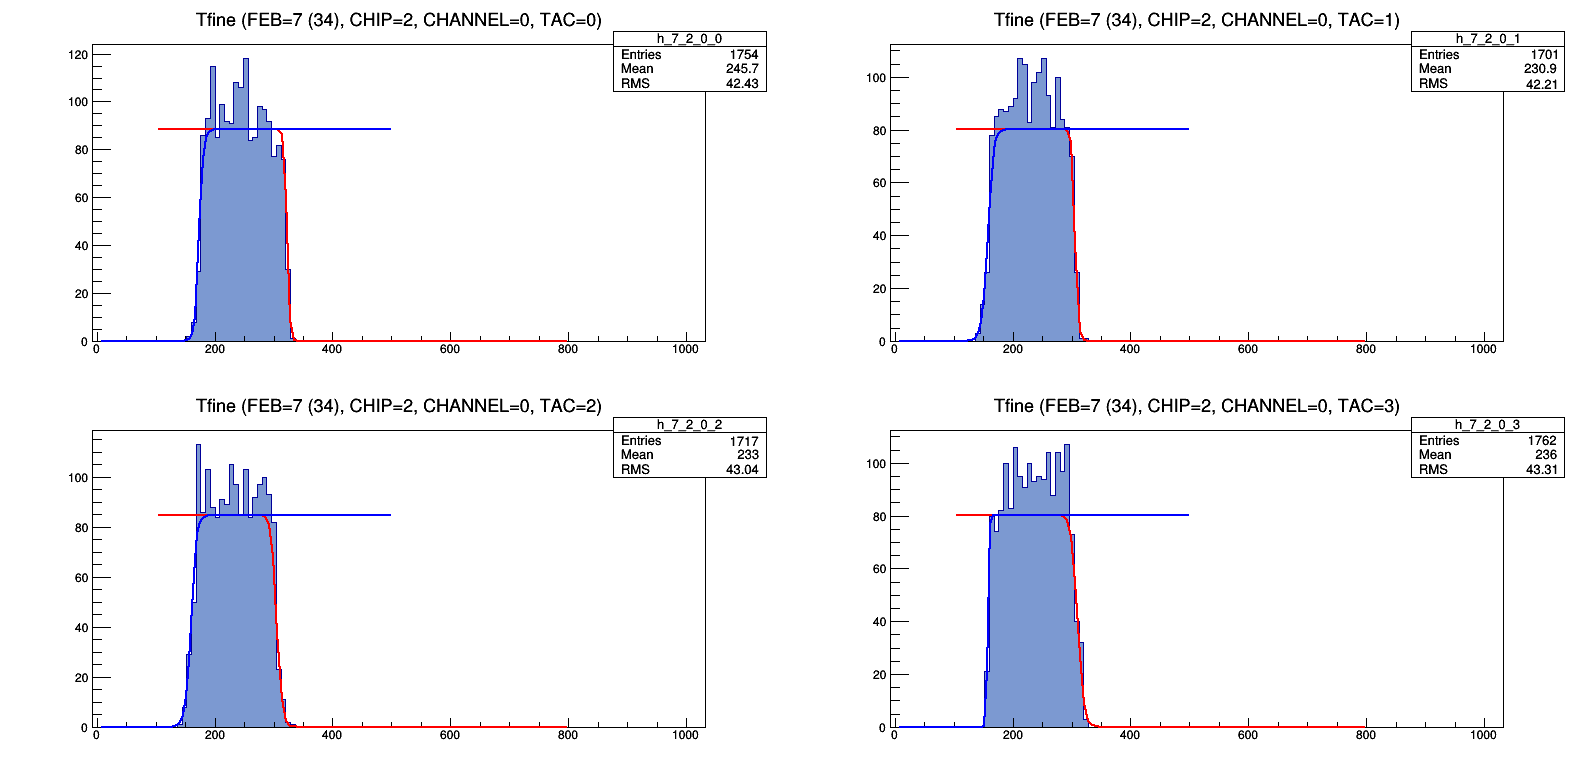 Tfine (FEB=7 (34), CHIP=2, CHANNEL=0, TAC=0)
h_7_2_0_0
Entries 1754
Mean 245.7
RMS 42.43
120
100
80
60
40
20
0
0 200 400 600 800 1000
Tfine (FEB=7 (34), CHIP=2, CHANNEL=0, TAC=1)
h_7_2_0_1
Entries 1701
Mean 230.9
RMS 42.21
100
80
60
40
20
0
0 200 400 600 800 1000
Tfine (FEB=7 (34), CHIP=2, CHANNEL=0, TAC=2)
h_7_2_0_2
Entries 1717
Mean 233
RMS 43.04
100
80
60
40
20
0
0 200 400 600 800 1000
Tfine (FEB=7 (34), CHIP=2, CHANNEL=0, TAC=3)
h_7_2_0_3
Entries 1762
Mean 236
RMS 43.31
100
80
60
40
20
0
0 200 400 600 800 1000